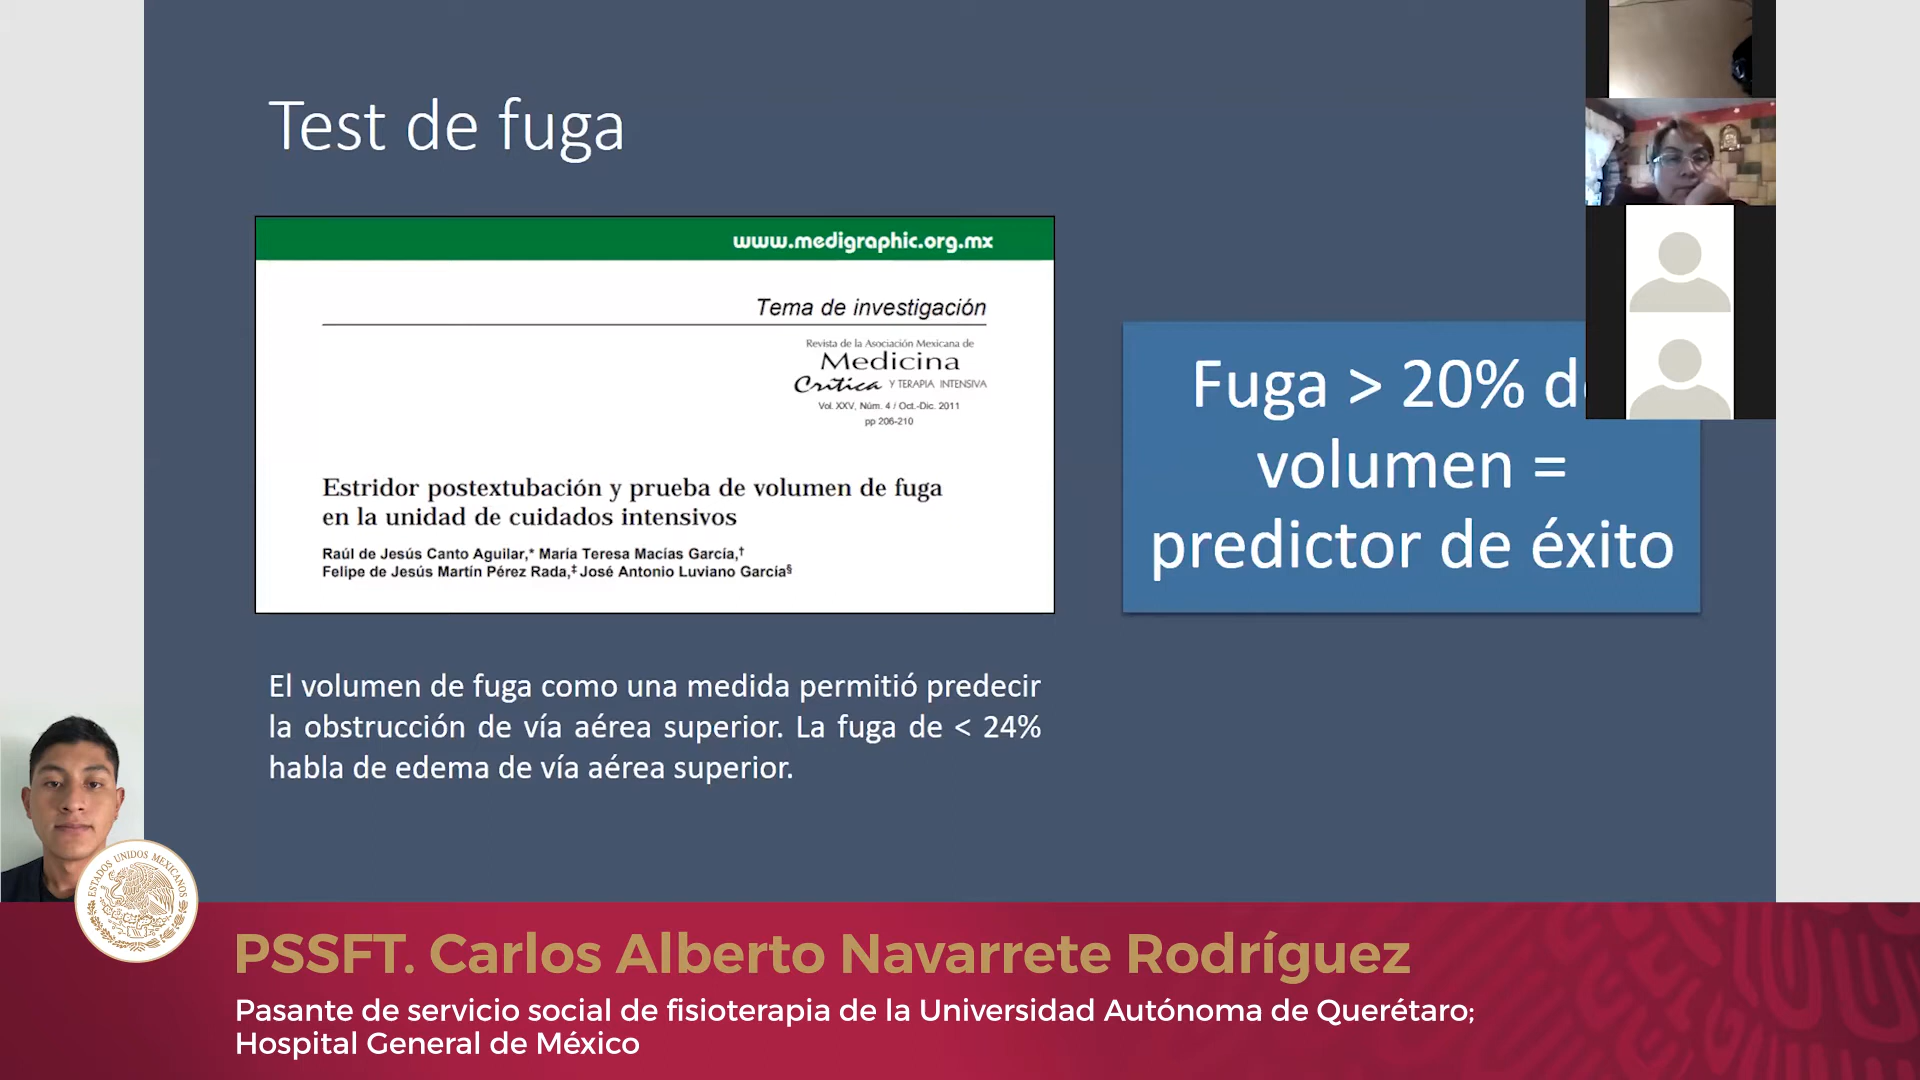 Test de fuga
www.medigraphic.org.mx
Tema de investigación
Revista de la Asociación Mexicana de
Medicina
Crítica Y TERAPIA INTENSIVA
Vol. XXV, Núm. 4 / Oct.-Dic. 2011
pp 206-210
Estridor postextubación y prueba de volumen de fuga
en la unidad de cuidados intensivos
Raúl de Jesús Canto Aguilar,* María Teresa Macías García,†
Felipe de Jesús Martín Pérez Rada,‡ José Antonio Luviano García§
Fuga > 20%
volumen =
predictor de éxito
El volumen de fuga como una medida permitió predecir
la obstrucción de vía aérea superior. La fuga de < 24%
habla de edema de vía aérea superior.
ESTADOS UNIDOS MEXICANOS
PSSFT. Carlos Alberto Navarrete Rodríguez
Pasante de servicio social de fisioterapia de la Universidad Autónoma de Querétaro;
Hospital General de México